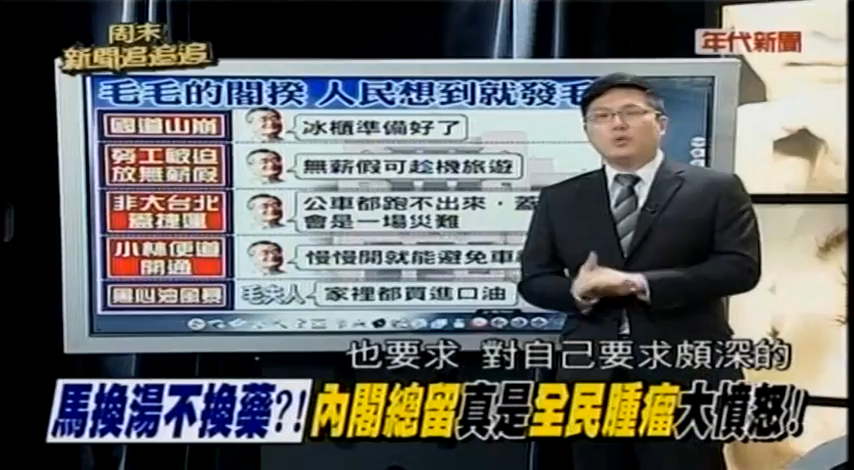 周末
新聞追追追
年代新聞
毛毛的閣揆 人民想到就發毛
國道山崩
冰櫃準備好了
勞工被迫
放無薪假
無薪假可趁機旅遊
非大台北
蓋捷運
公車都跑不出來，蓋
會是一場災難
小林便道
開通
慢慢開就能避免車
黑心油風暴
毛夫人
家裡都買進口油
也要求 對自己要求頗深的
馬換湯不換藥?!內閣總留真是全民腫瘤大憤怒!